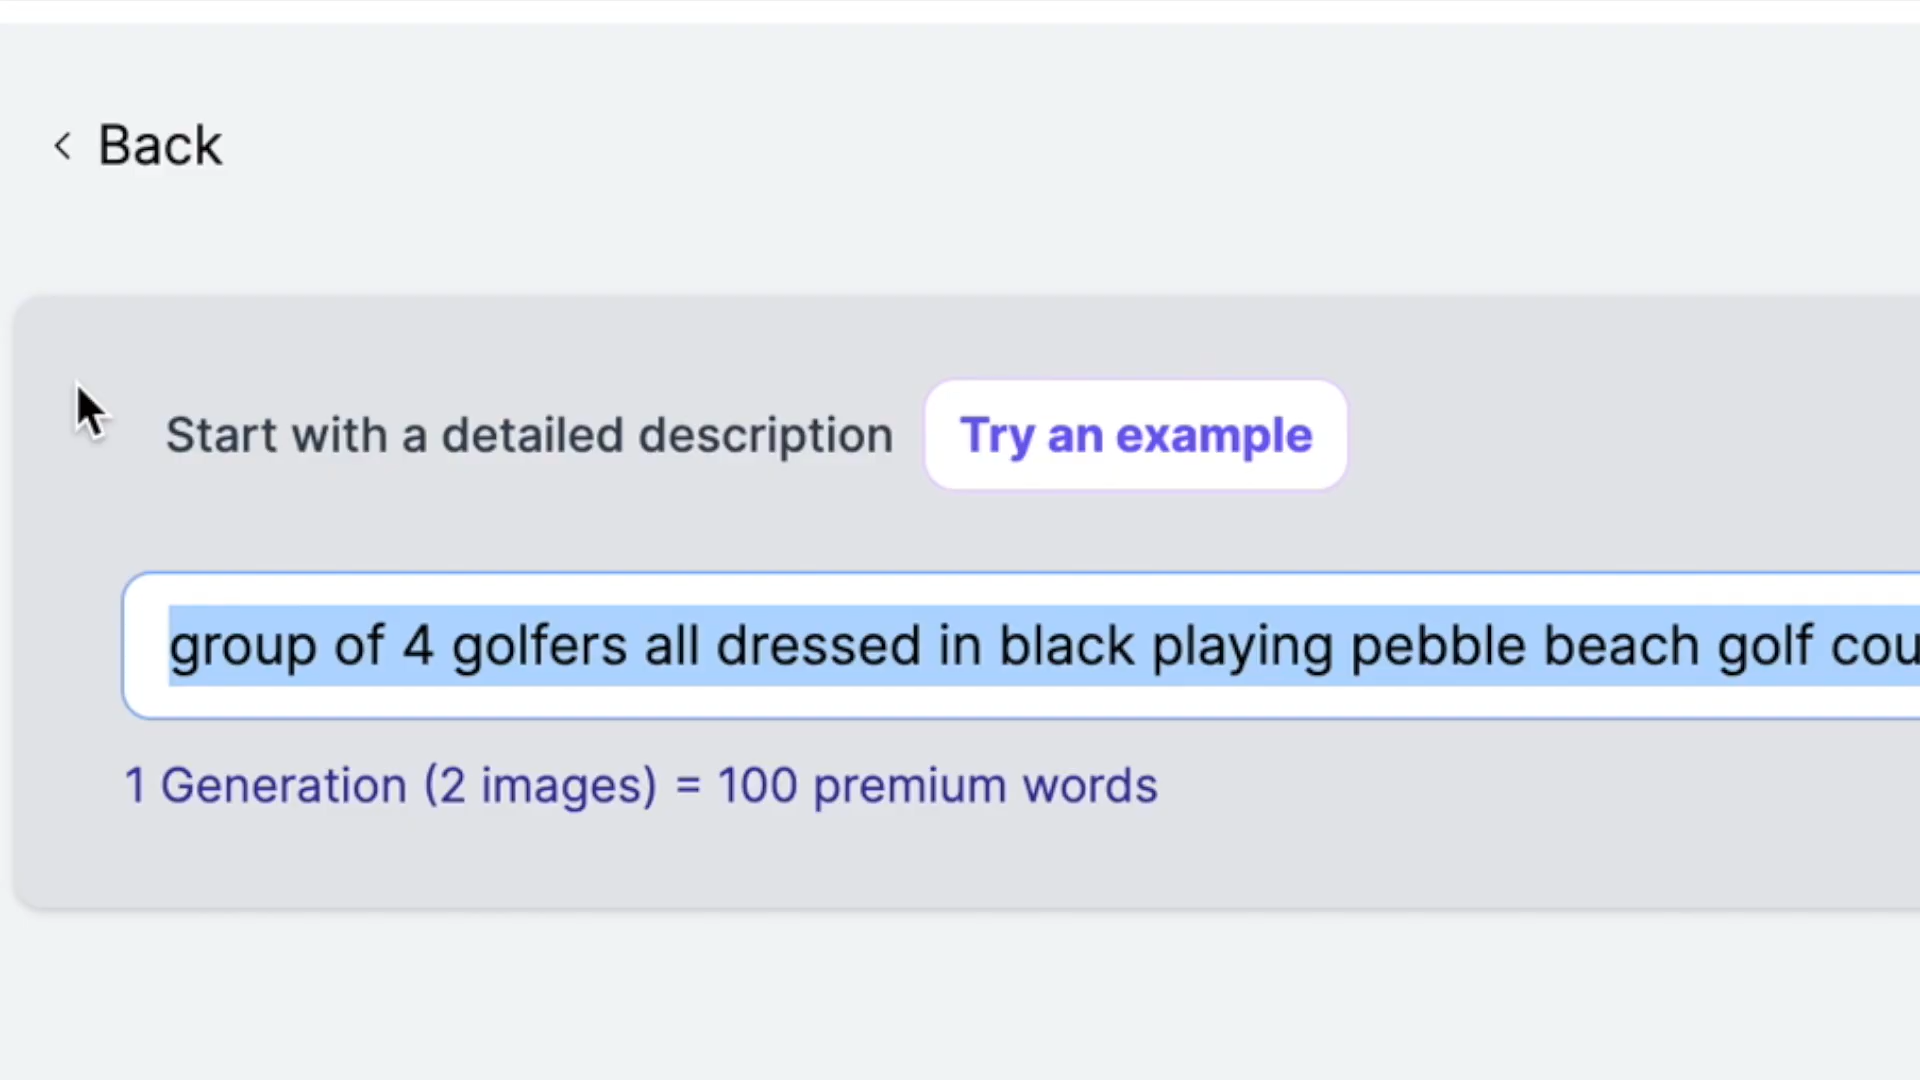 Back
Start with a detailed description Try an example
group of 4 golfers all dressed in black playing pebble beach golf
1 Generation (2 images) = 100 premium words